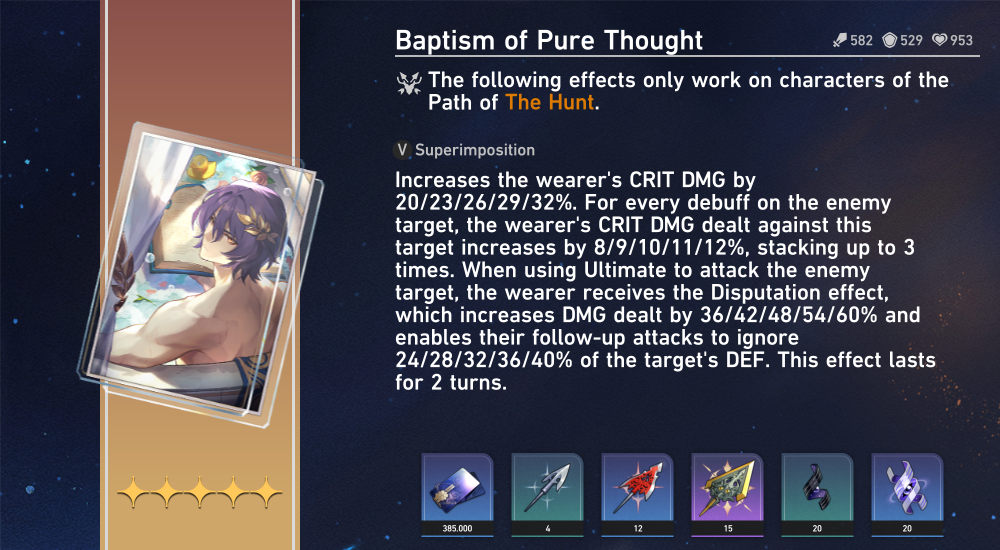 Baptism of Pure Thought
582 529 953
The following effects only work on characters of the
Path of The Hunt.
V Superimposition
Increases the wearer's CRIT DMG by
20/23/26/29/32%. For every debuff on the enemy
target, the wearer's CRIT DMG dealt against this
target increases by 8/9/10/11/12%, stacking up to 3
times. When using Ultimate to attack the enemy
target, the wearer receives the Disputation effect,
which increases DMG dealt by 36/42/48/54/60% and
enables their follow-up attacks to ignore
24/28/32/36/40% of the target's DEF. This effect lasts
for 2 turns.
385.000 4 12 15 20 20